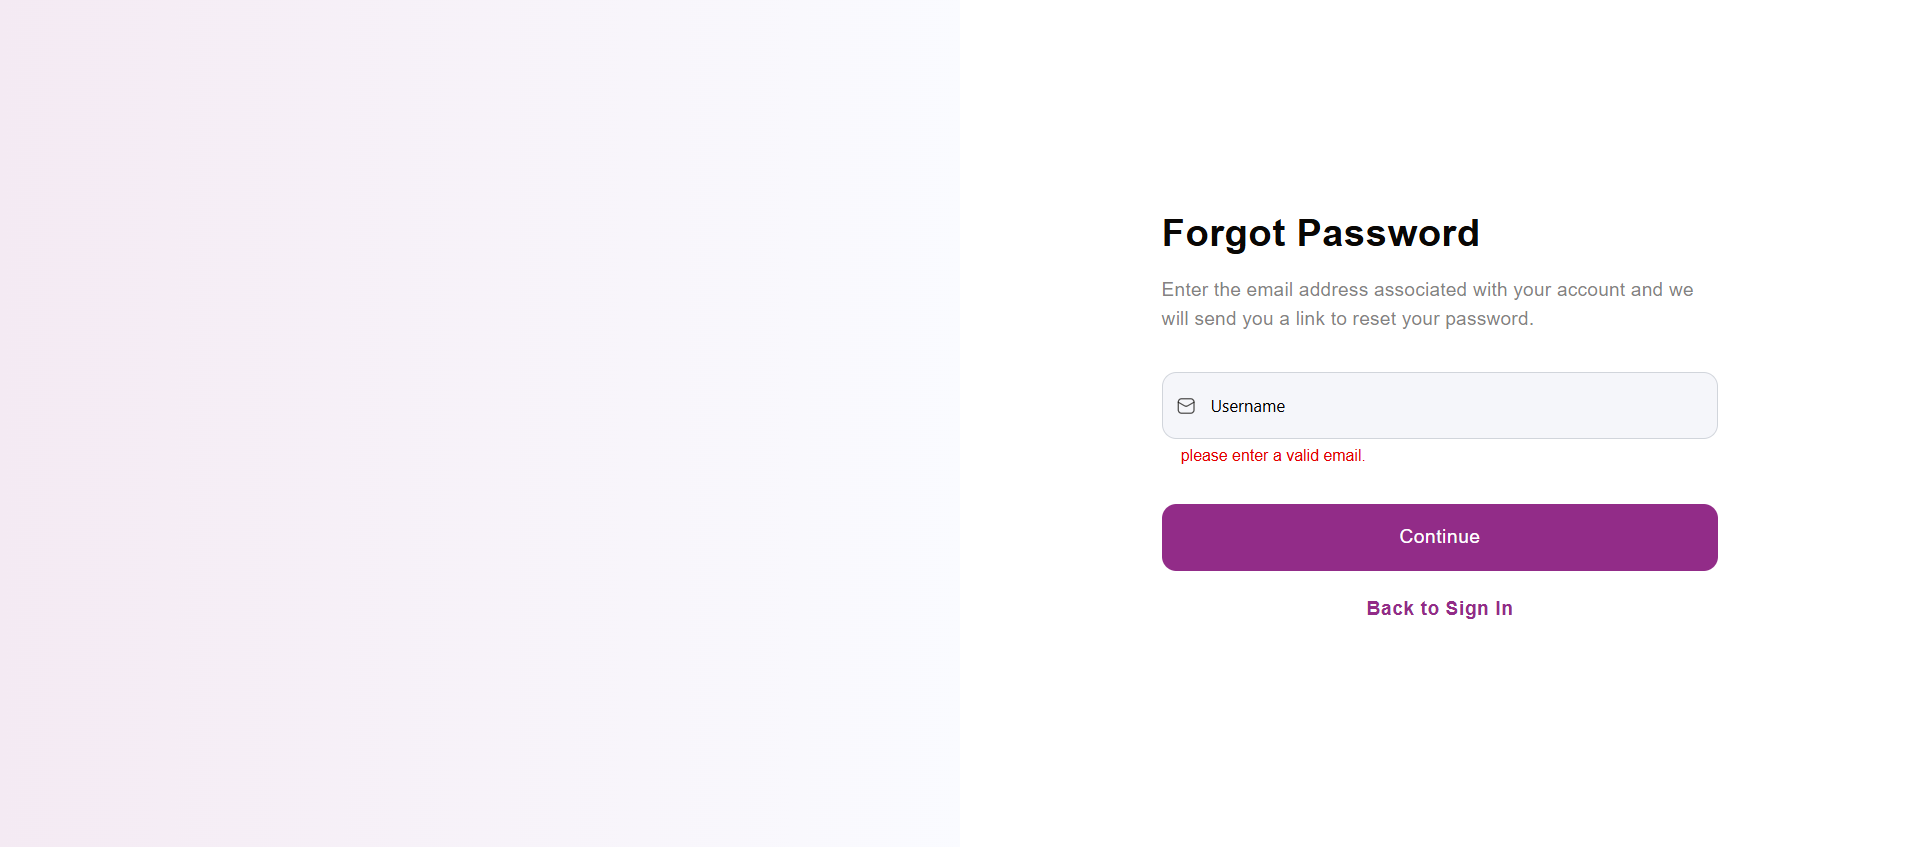 Forgot Password
Enter the email address associated with your account and we
will send you a link to reset your password.
Username
please enter a valid email.
Continue
Back to Sign In